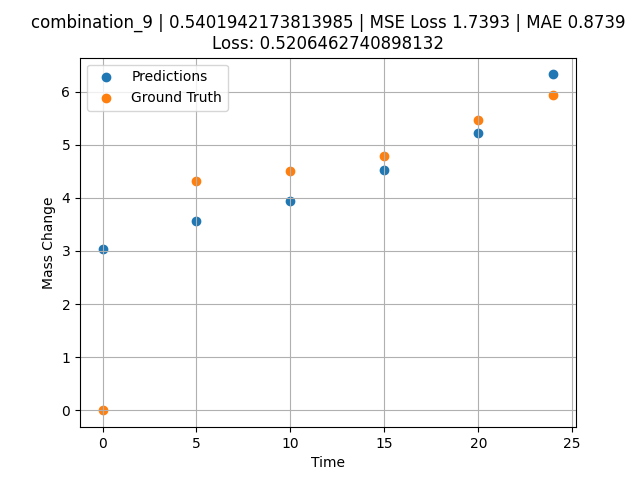 combination_9 | 0.5401942173813985 | MSE Loss 1.7393 | MAE 0.8739
Loss: 0.5206462740898132
Predictions
Ground Truth
Mass Change
6
5
4
3
2
1
0
0 5 10 15 20 25
Time